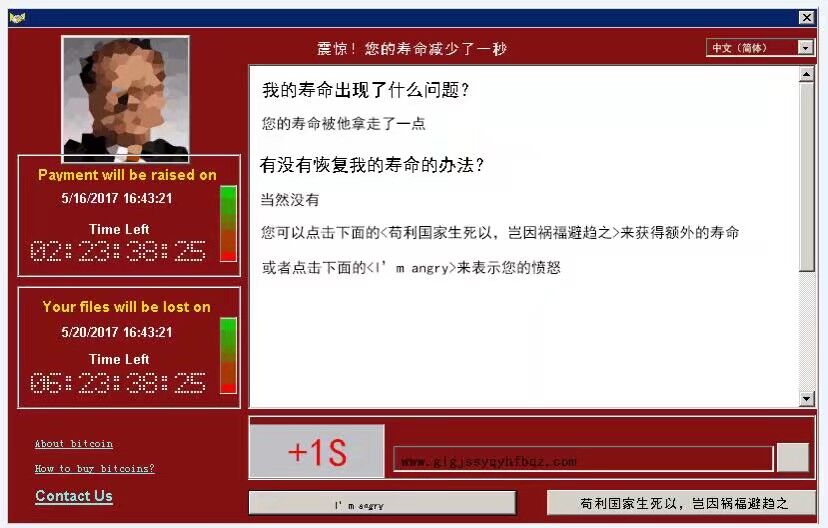 震惊！您的寿命减少了一秒
中文（简体）
Payment will be raised on
5/16/2017 16:43:21
Time Left
02:23:38:25
Your files will be lost on
5/20/2017 16:43:21
Time Left
06:23:38:25
About bitcoin
How to buy bitcoins?
Contact Us
我的寿命出现了什么问题？
您的寿命被他拿走了一点
有没有恢复我的寿命的办法？
当然没有
您可以点击下面的<苟利国家生死以，岂因祸福避趋之>来获得额外的寿命
或者点击下面的<I'm angry>来表示您的愤怒
+1S
www.glgjssyqyhfbqz.com
I'm angry
苟利国家生死以，岂因祸福避趋之